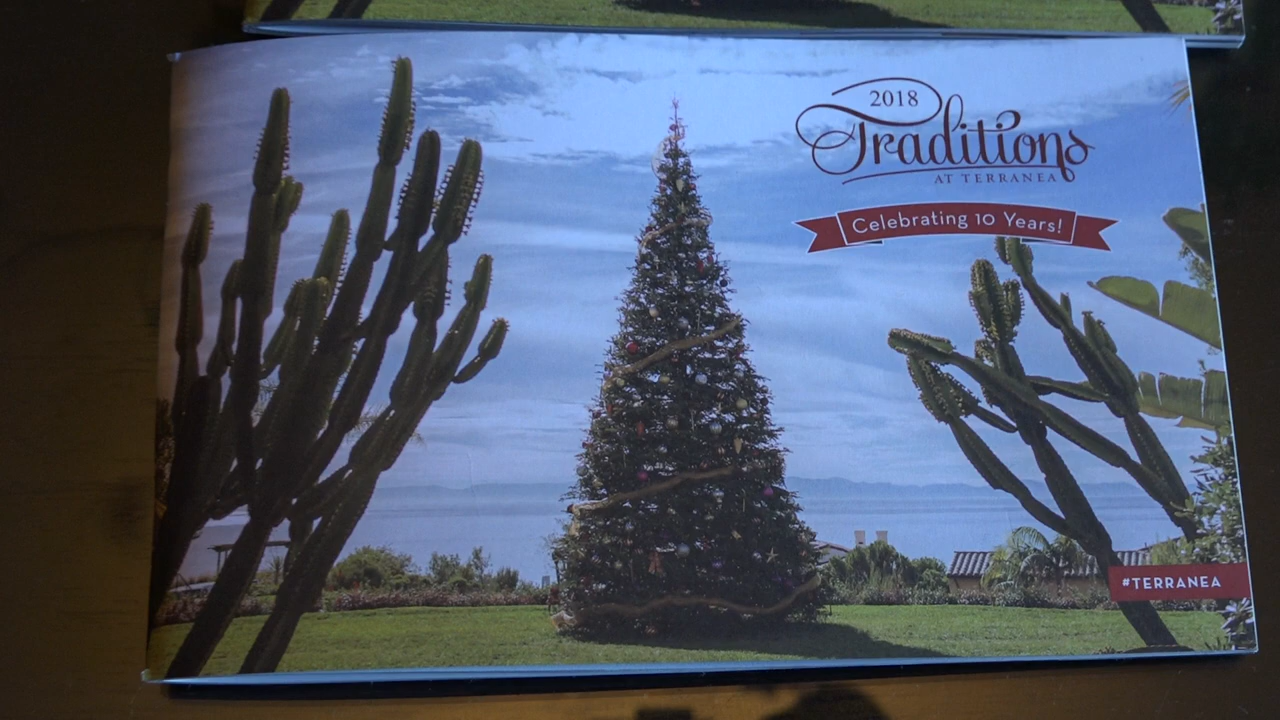 2018
Traditions
AT TERRANEA
Celebrating 10 Years!
#TERRANEA